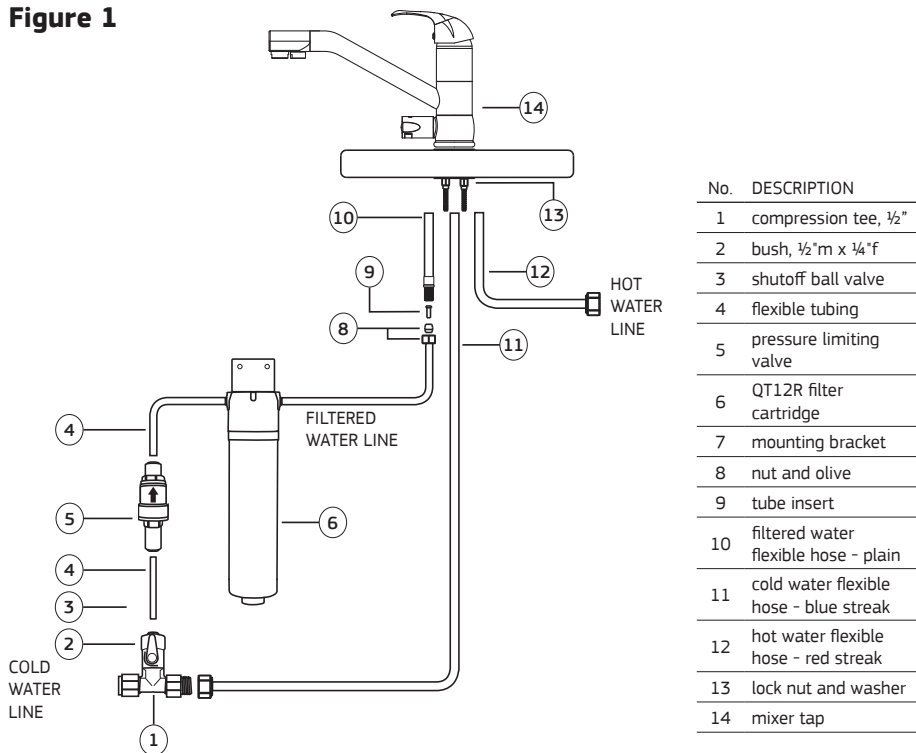 Figure 1
14
10
13
9
12
HOT
WATER
LINE
8
11
FILTERED
WATER LINE
4
5
6
4
3
2
COLD
WATER
LINE
1
No. DESCRIPTION
1 compression tee, ½”
2 bush, ½"m x ¼"f
3 shutoff ball valve
4 flexible tubing
5 pressure limiting
valve
6 QT12R filter
cartridge
7 mounting bracket
8 nut and olive
9 tube insert
10 filtered water
flexible hose - plain
11 cold water flexible
hose - blue streak
12 hot water flexible
hose - red streak
13 lock nut and washer
14 mixer tap